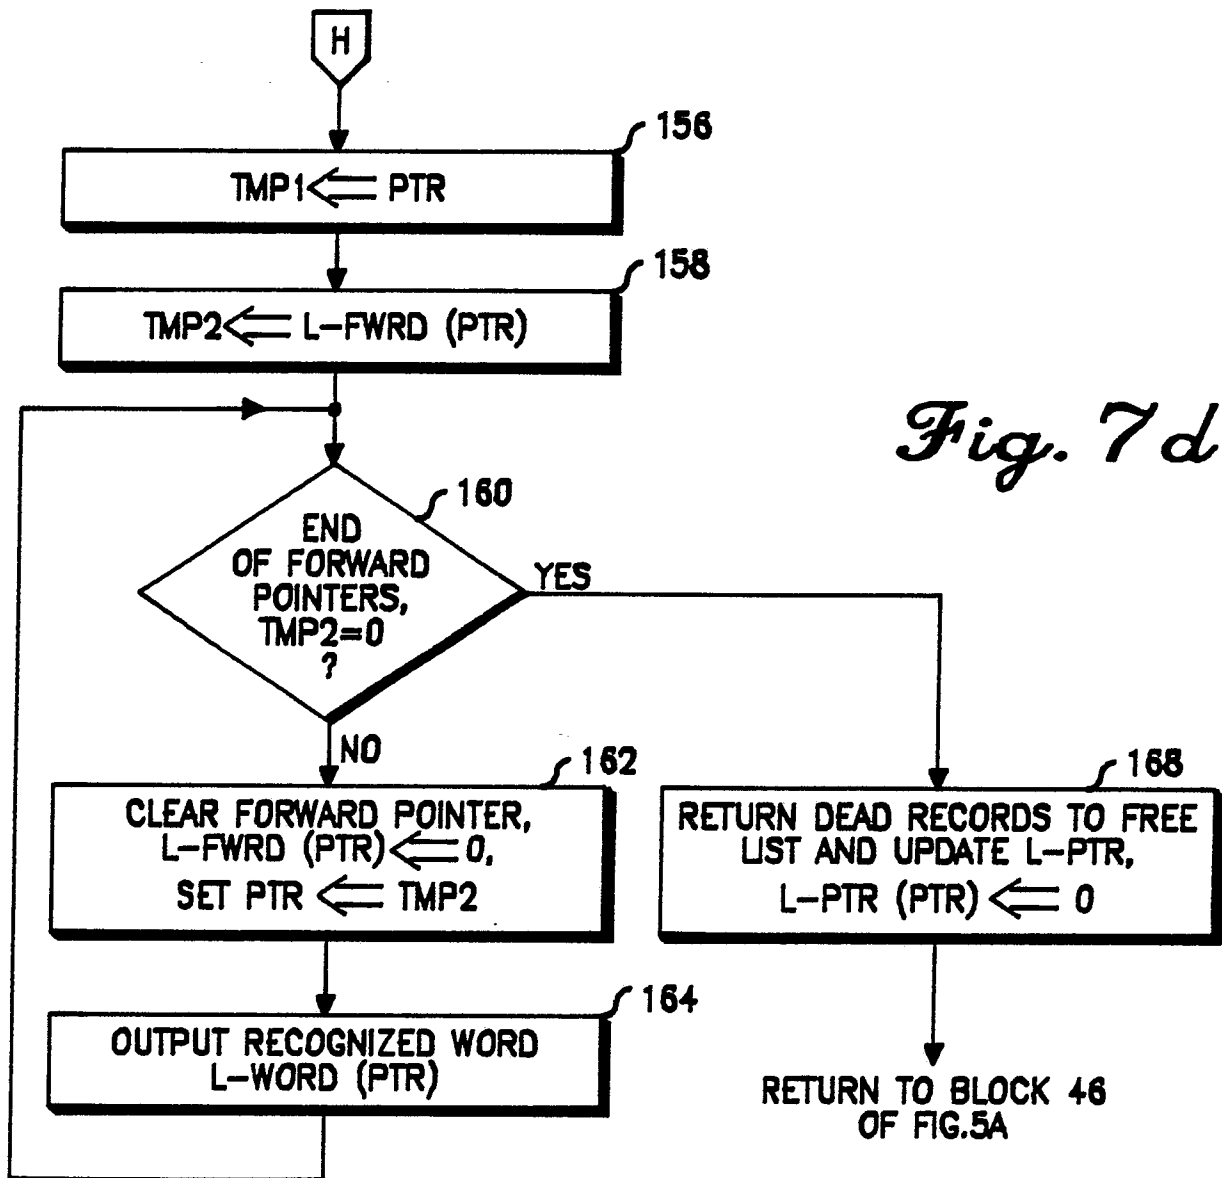 H
156
TMP1 ⇐ PTR
158
TMP2 ⇐ L-FWRD (PTR)
Fig. 7d
160
END
OF FORWARD
POINTERS,
TMP2=0
?
YES
NO
162
CLEAR FORWARD POINTER,
L-FWRD (PTR) ⇐ 0,
SET PTR ⇐ TMP2
168
RETURN DEAD RECORDS TO FREE
LIST AND UPDATE L-PTR,
L-PTR (PTR) ⇐ 0
164
OUTPUT RECOGNIZED WORD
L-WORD (PTR)
RETURN TO BLOCK 46
OF FIG.5A